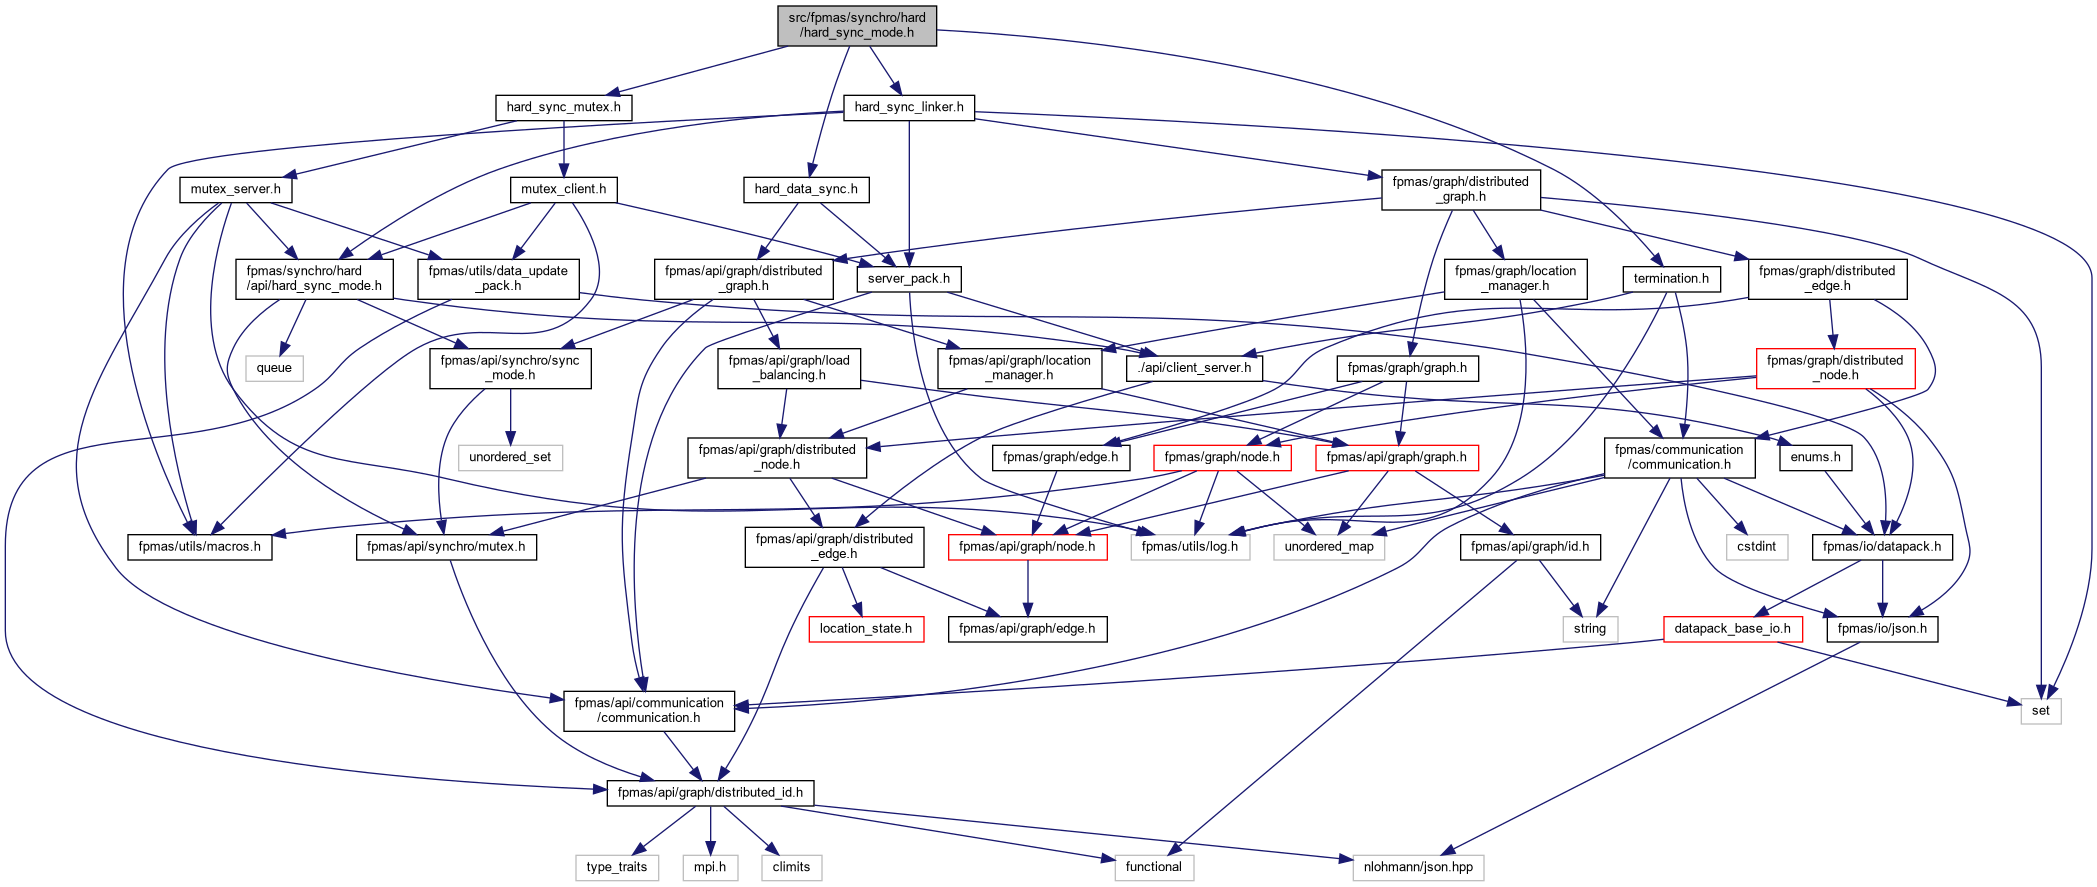 src/fpmas/synchro/hard
/hard_sync_mode.h
hard_sync_mutex.h
hard_sync_linker.h
mutex_server.h
mutex_client.h
hard_data_sync.h
fpmas/graph/distributed
_graph.h
fpmas/synchro/hard
/api/hard_sync_mode.h
fpmas/utils/data_update
_pack.h
fpmas/api/graph/distributed
_graph.h
server_pack.h
fpmas/graph/location
_manager.h
termination.h
fpmas/graph/distributed
_edge.h
queue
fpmas/api/synchro/sync
_mode.h
fpmas/api/graph/load
_balancing.h
fpmas/api/graph/location
_manager.h
./api/client_server.h
fpmas/graph/graph.h
fpmas/graph/distributed
_node.h
unordered_set
fpmas/api/graph/distributed
_node.h
fpmas/graph/edge.h
fpmas/graph/node.h
fpmas/api/graph/graph.h
fpmas/communication
/communication.h
enums.h
fpmas/utils/macros.h
fpmas/api/synchro/mutex.h
fpmas/api/graph/distributed
_edge.h
fpmas/api/graph/node.h
fpmas/utils/log.h
unordered_map
fpmas/api/graph/id.h
cstdint
fpmas/io/datapack.h
location_state.h
fpmas/api/graph/edge.h
string
datapack_base_io.h
fpmas/io/json.h
fpmas/api/communication
/communication.h
set
fpmas/api/graph/distributed_id.h
type_traits
mpi.h
climits
functional
nlohmann/json.hpp